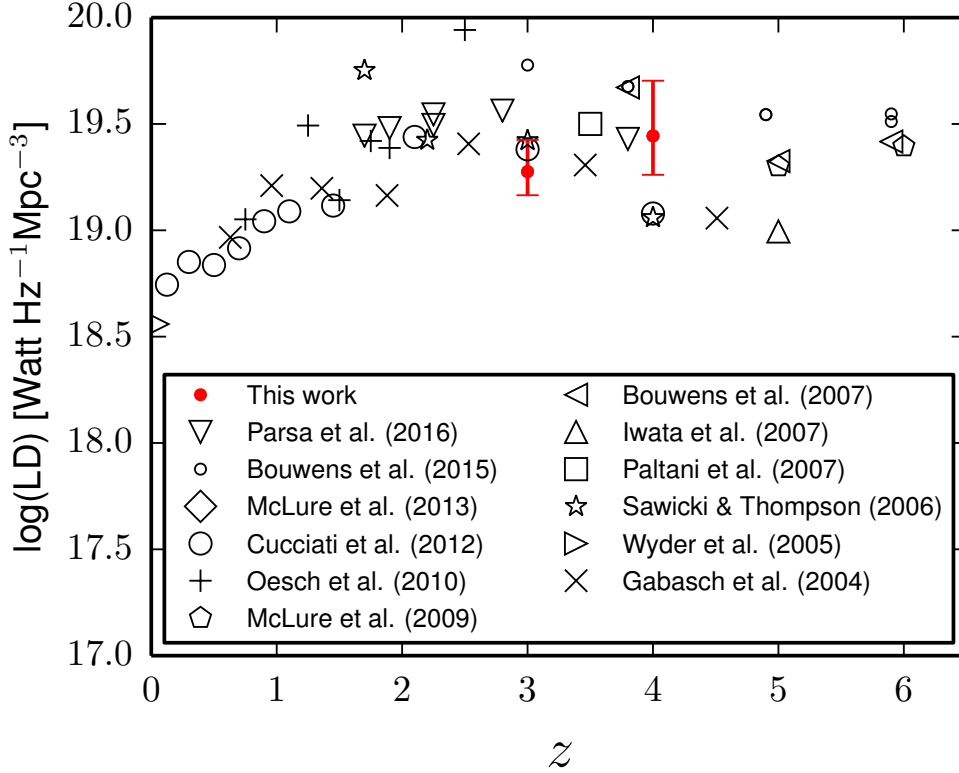 20.0
19.5
19.0
18.5
18.0
17.5
17.0
log(LD) [Watt Hz⁻¹Mpc⁻³]
This work
Parsa et al. (2016)
Bouwens et al. (2015)
McLure et al. (2013)
Cucciati et al. (2012)
Oesch et al. (2010)
McLure et al. (2009)
Bouwens et al. (2007)
Iwata et al. (2007)
Paltani et al. (2007)
Sawicki & Thompson (2006)
Wyder et al. (2005)
Gabasch et al. (2004)
0 1 2 3 4 5 6
z